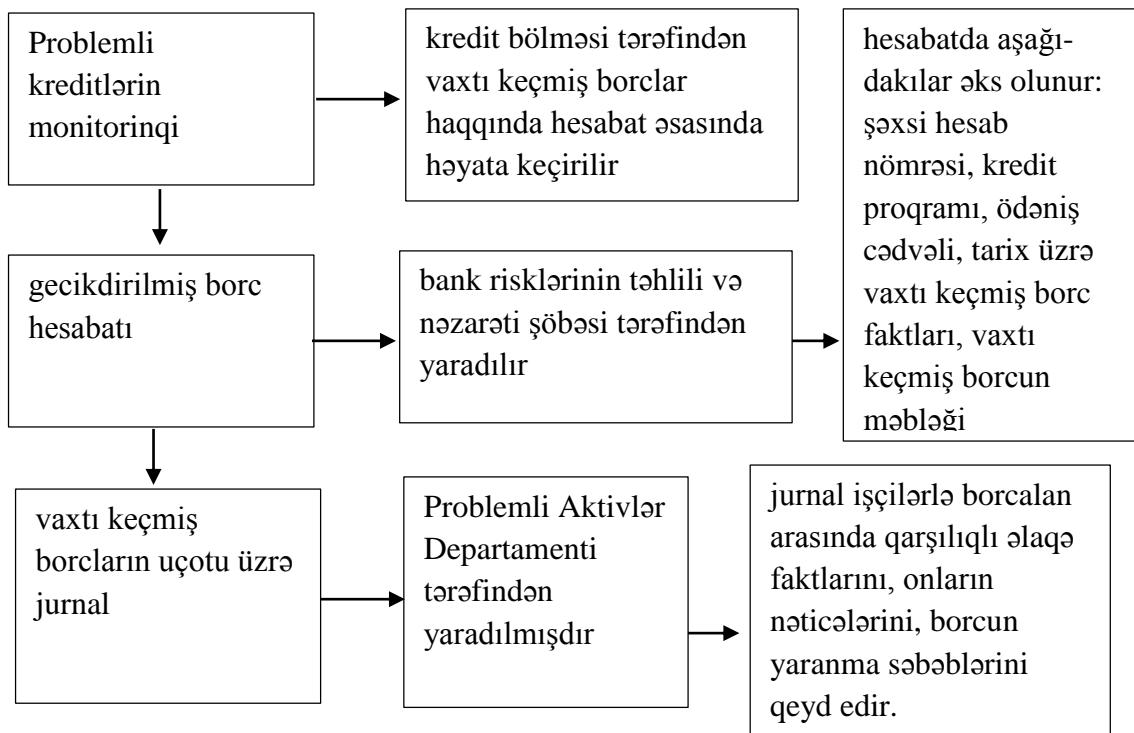 Problemli
kreditlərin
monitorinqi
kredit bölməsi tərəfindən
vaxtı keçmiş borclar
haqqında hesabat əsasında
həyata keçirilir
hesabatda aşağı-
dakılar əks olunur:
şəxsi hesab
nömrəsi, kredit
proqramı, ödəniş
cədvəli, tarix üzrə
vaxtı keçmiş borc
faktları, vaxtı
keçmiş borcun
məbləği
gecikdirilmiş borc
hesabatı
bank risklərinin təhlili və
nəzarəti şöbəsi tərəfindən
yaradılır
vaxtı keçmiş
borcların uçotu üzrə
jurnal
Problemli Aktivlər
Departamenti
tərəfindən
yaradılmışdır
jurnal işçilərlə borcalan
arasında qarşılıqlı əlaqə
faktlarını, onların
nəticələrini, borcun
yaranma səbəblərini
qeyd edir.